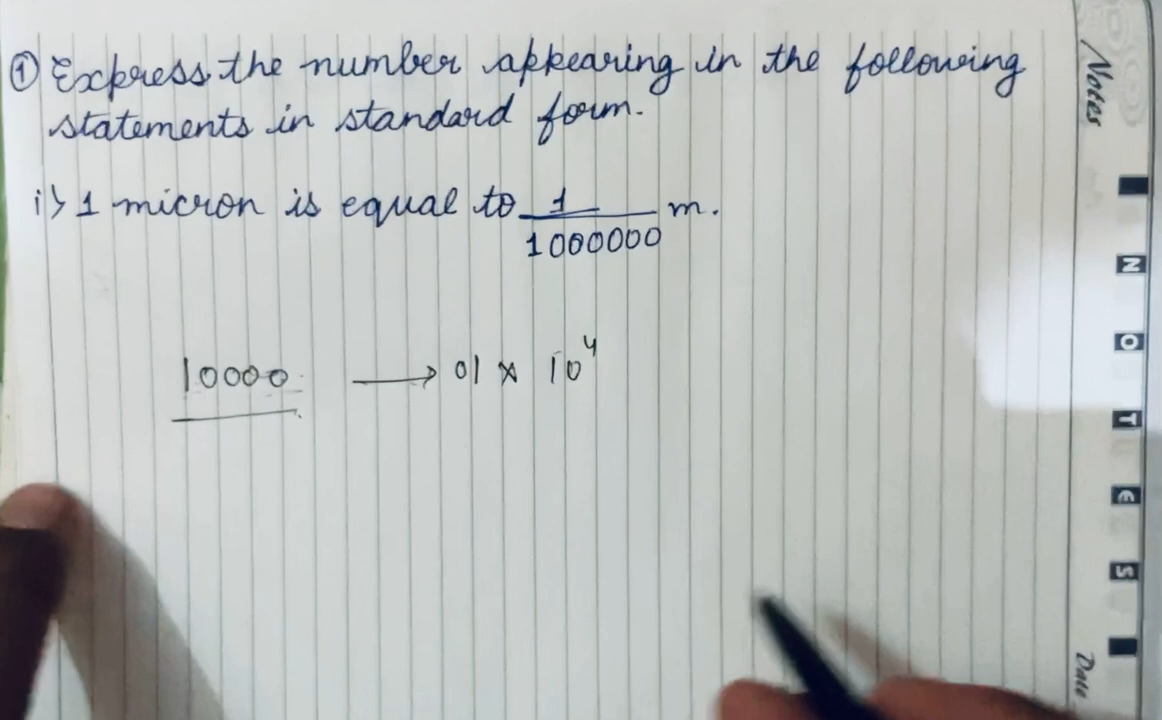 ① Express the number appearing in the following
statements in standard form.
i> 1 micron is equal to 1/1000000 m.
10000 → 01 × 10⁴
Notes
NOTES
Date